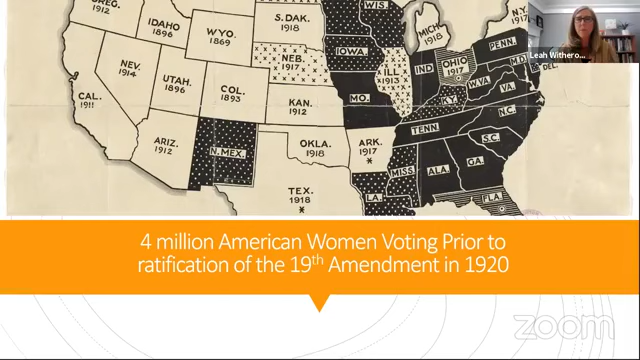 OREG.
1912
IDAHO
1896
WYO.
1869
S.DAK.
1918
WIS.
MICH
1918
N.Y.
1917
NEV.
1914
UTAH.
1896
COL.
1893
NEB.
1917
IOWA.
ILL
1913
IND
OHIO
1917
PENN.
MD.
DEL.
CAL.
1911
KAN.
1912
MO.
KY.
W.VA.
VA.
ARIZ.
1912
N.MEX.
OKLA.
1918
ARK.
1917
*
TENN.
N.C.
S.C.
TEX.
1918
*
LA.
MISS.
ALA.
GA.
FLA.
Leah Withero...
4 million American Women Voting Prior to
ratification of the 19th Amendment in 1920
zoom